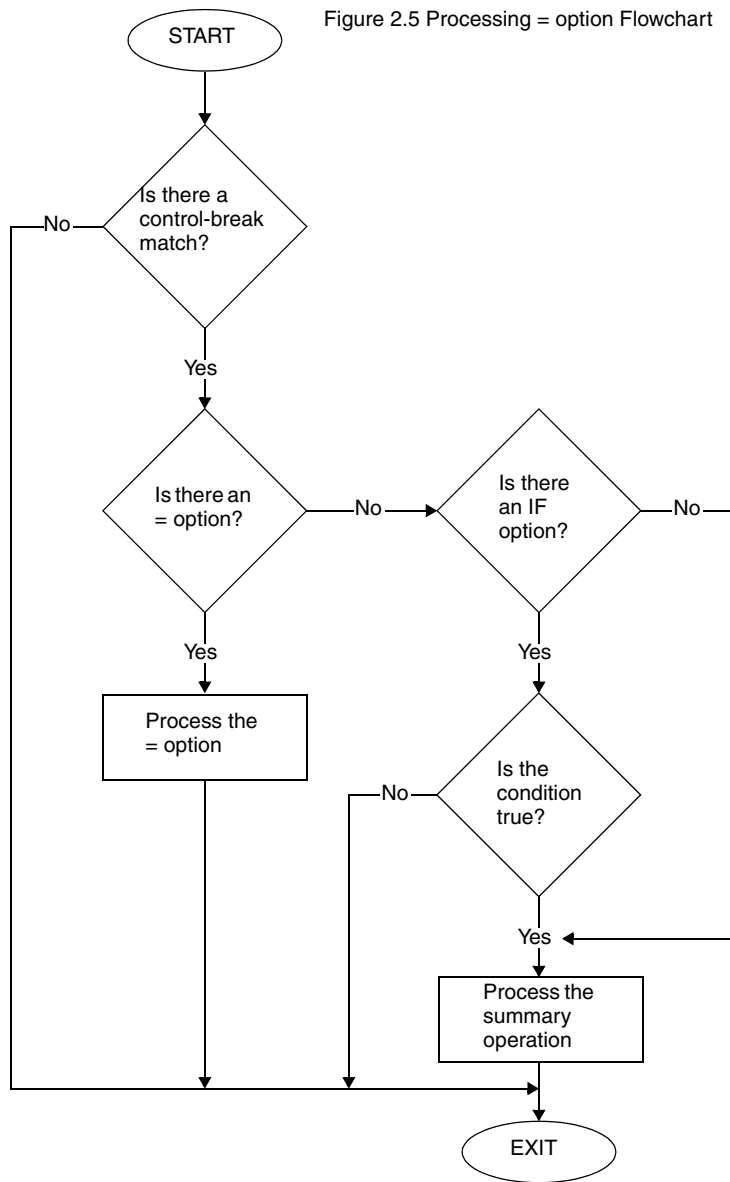 Figure 2.5 Processing = option Flowchart
START
Is there a
control-break
match?
No
Yes
Is there an
= option?
No
Is there
an IF
option?
No
Yes
Yes
Process the
= option
Is the
condition
true?
No
Yes
Process the
summary
operation
EXIT